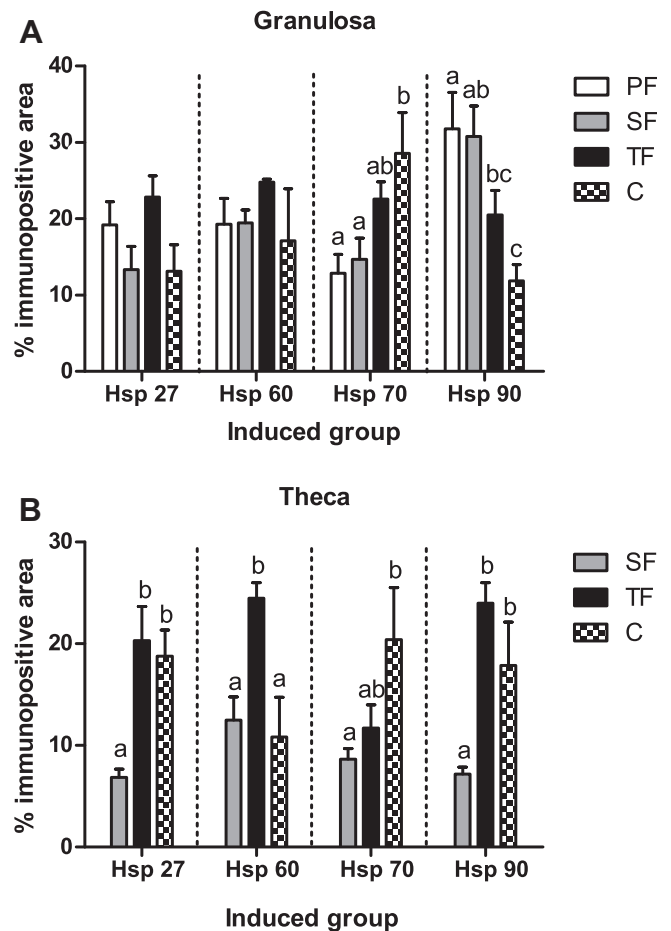 A
Granulosa
% immunopositive area
40
30
20
10
0
a
a
ab
b
a
ab
bc
c
Hsp 27
Hsp 60
Hsp 70
Hsp 90
Induced group
PF
SF
TF
C
B
Theca
% immunopositive area
30
20
10
0
a
b
b
a
b
a
a
ab
b
a
b
b
Hsp 27
Hsp 60
Hsp 70
Hsp 90
Induced group
SF
TF
C